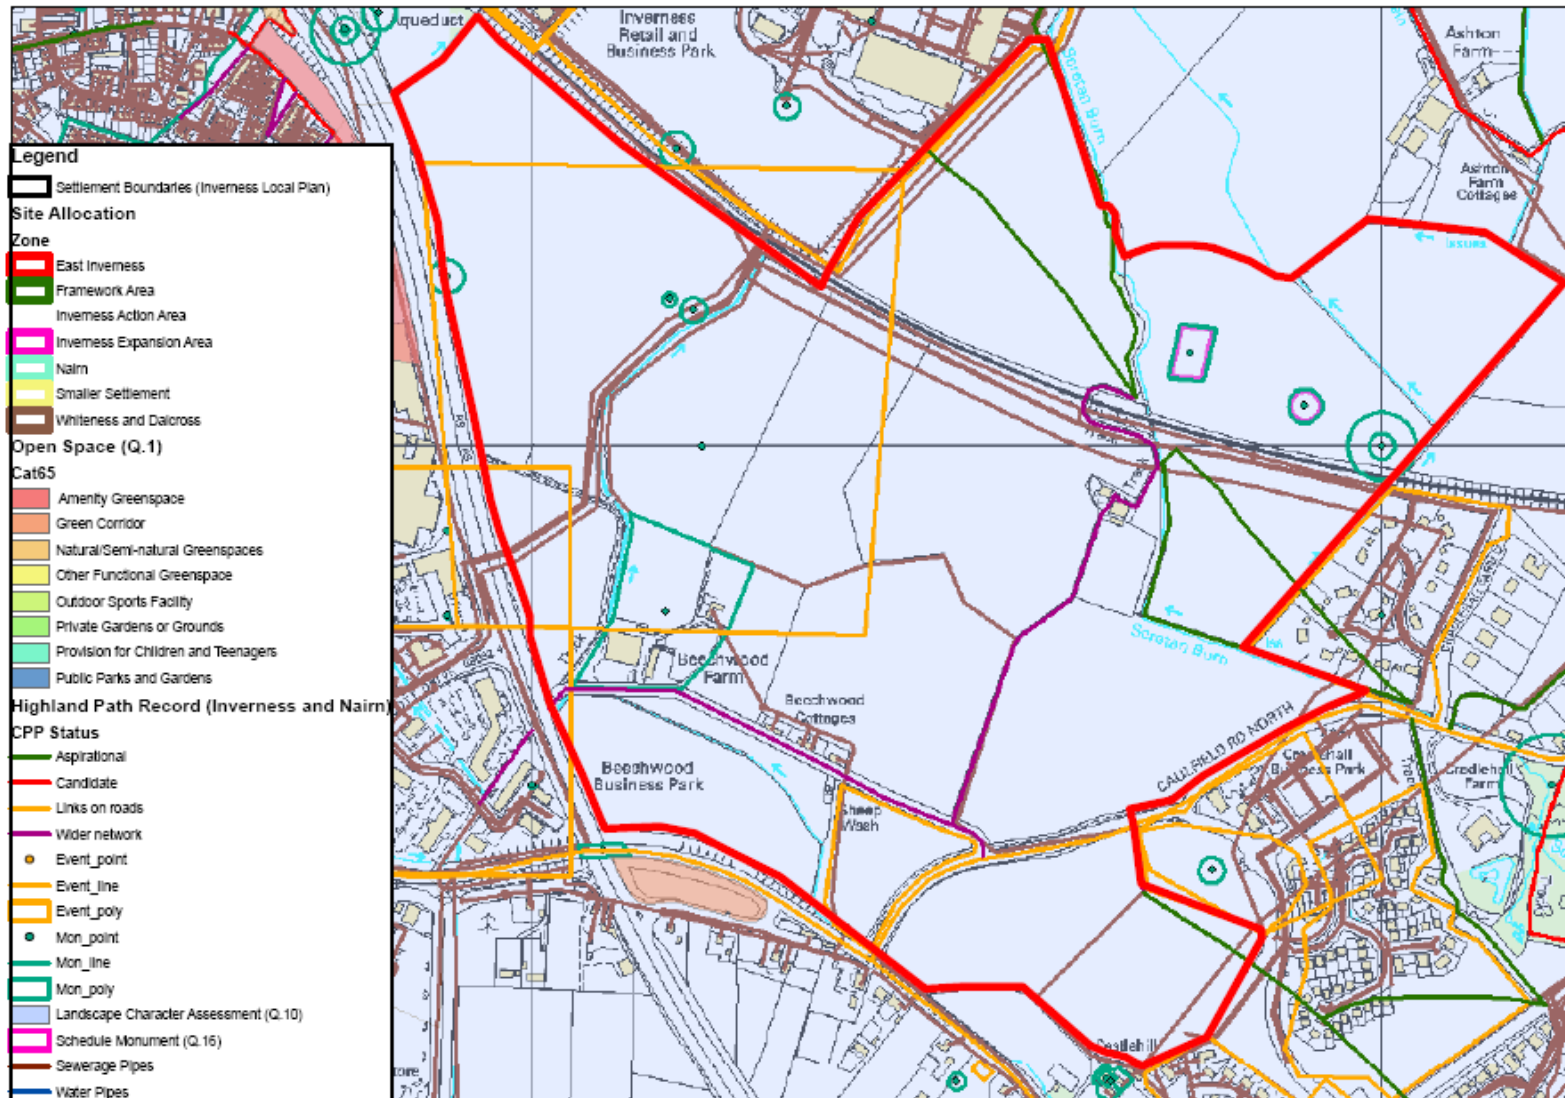 Legend
Settlement Boundaries (Inverness Local Plan)
Site Allocation
Zone
East Inverness
Framework Area
Inverness Action Area
Inverness Expansion Area
Nairn
Smaller Settlement
Whiteness and Dalcross
Open Space (Q.1)
Cat65
Amenity Greenspace
Green Corridor
Natural/Semi-natural Greenspaces
Other Functional Greenspace
Outdoor Sports Facility
Private Gardens or Grounds
Provision for Children and Teenagers
Public Parks and Gardens
Highland Path Record (Inverness and Nairn)
CPP Status
Aspirational
Candidate
Links on roads
Wider network
Event_point
Event_line
Event_poly
Mon_point
Mon_line
Mon_poly
Landscape Character Assessment (Q.10)
Schedule Monument (Q.16)
Sewerage Pipes
Water Pipes
Aqueduct
Inverness
Retail and
Business Park
Scretan Burn
Ashton
Farm
Ashton
Farm
Cottages
Issues
Track
Track
Scretan Burn
Beechwood
Farm
Beechwood
Cottages
Beechwood
Business Park
Sheep
Wash
CAULFIELD RD NORTH
Cradlehall
Business Park
Cradlehall
Farm
Track
Castlehill